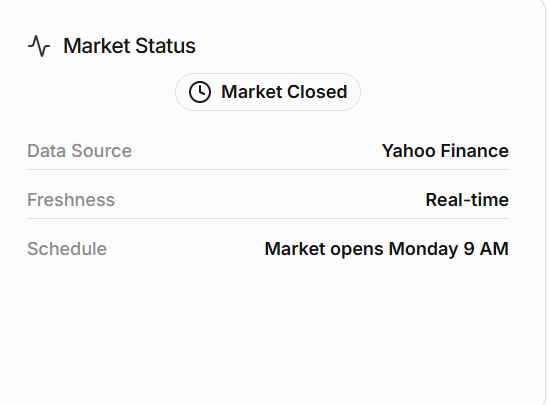 Market Status
Market Closed
Data Source Yahoo Finance
Freshness Real-time
Schedule Market opens Monday 9 AM